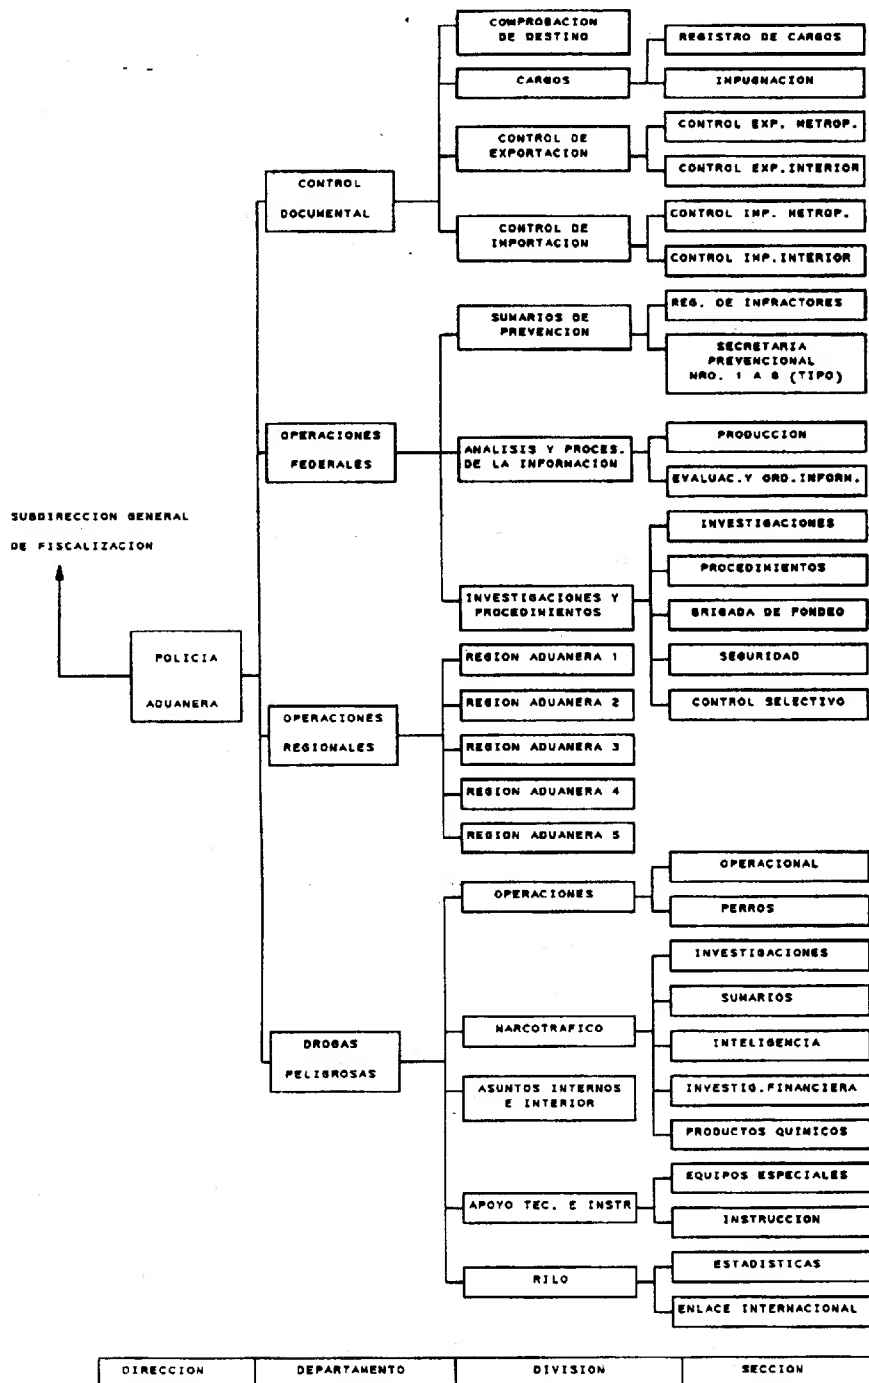 COMPROBACION
DE DESTINO
REGISTRO DE CARGOS
CARGOS
IMPUGNACION
CONTROL EXP. METROP.
CONTROL DE
EXPORTACION
CONTROL EXP.INTERIOR
CONTROL
DOCUMENTAL
CONTROL IMP. METROP.
CONTROL DE
IMPORTACION
CONTROL IMP.INTERIOR
REG. DE INFRACTORES
SUMARIOS DE
PREVENCION
SECRETARIA
PREVENCIONAL
NRO. 1 A 6 (TIPO)
OPERACIONES
FEDERALES
PRODUCCION
ANALISIS Y PROCES.
DE LA INFORMACION
EVALUAC.Y ORD.INFORM.
SUBDIRECCION GENERAL
DE FISCALIZACION
INVESTIGACIONES
PROCEDIMIENTOS
INVESTIGACIONES Y
PROCEDIMIENTOS
BRIGADA DE FONDEO
POLICIA
ADUANERA
REGION ADUANERA 1
SEGURIDAD
REGION ADUANERA 2
CONTROL SELECTIVO
OPERACIONES
REGIONALES
REGION ADUANERA 3
REGION ADUANERA 4
REGION ADUANERA 5
OPERACIONAL
OPERACIONES
PERROS
INVESTIGACIONES
SUMARIOS
NARCOTRAFICO
DROGAS
PELIGROSAS
INTELIGENCIA
ASUNTOS INTERNOS
E INTERIOR
INVESTIG.FINANCIERA
PRODUCTOS QUIMICOS
EQUIPOS ESPECIALES
APOYO TEC. E INSTR
INSTRUCCION
ESTADISTICAS
RILO
ENLACE INTERNACIONAL
DIRECCION DEPARTAMENTO DIVISION SECCION